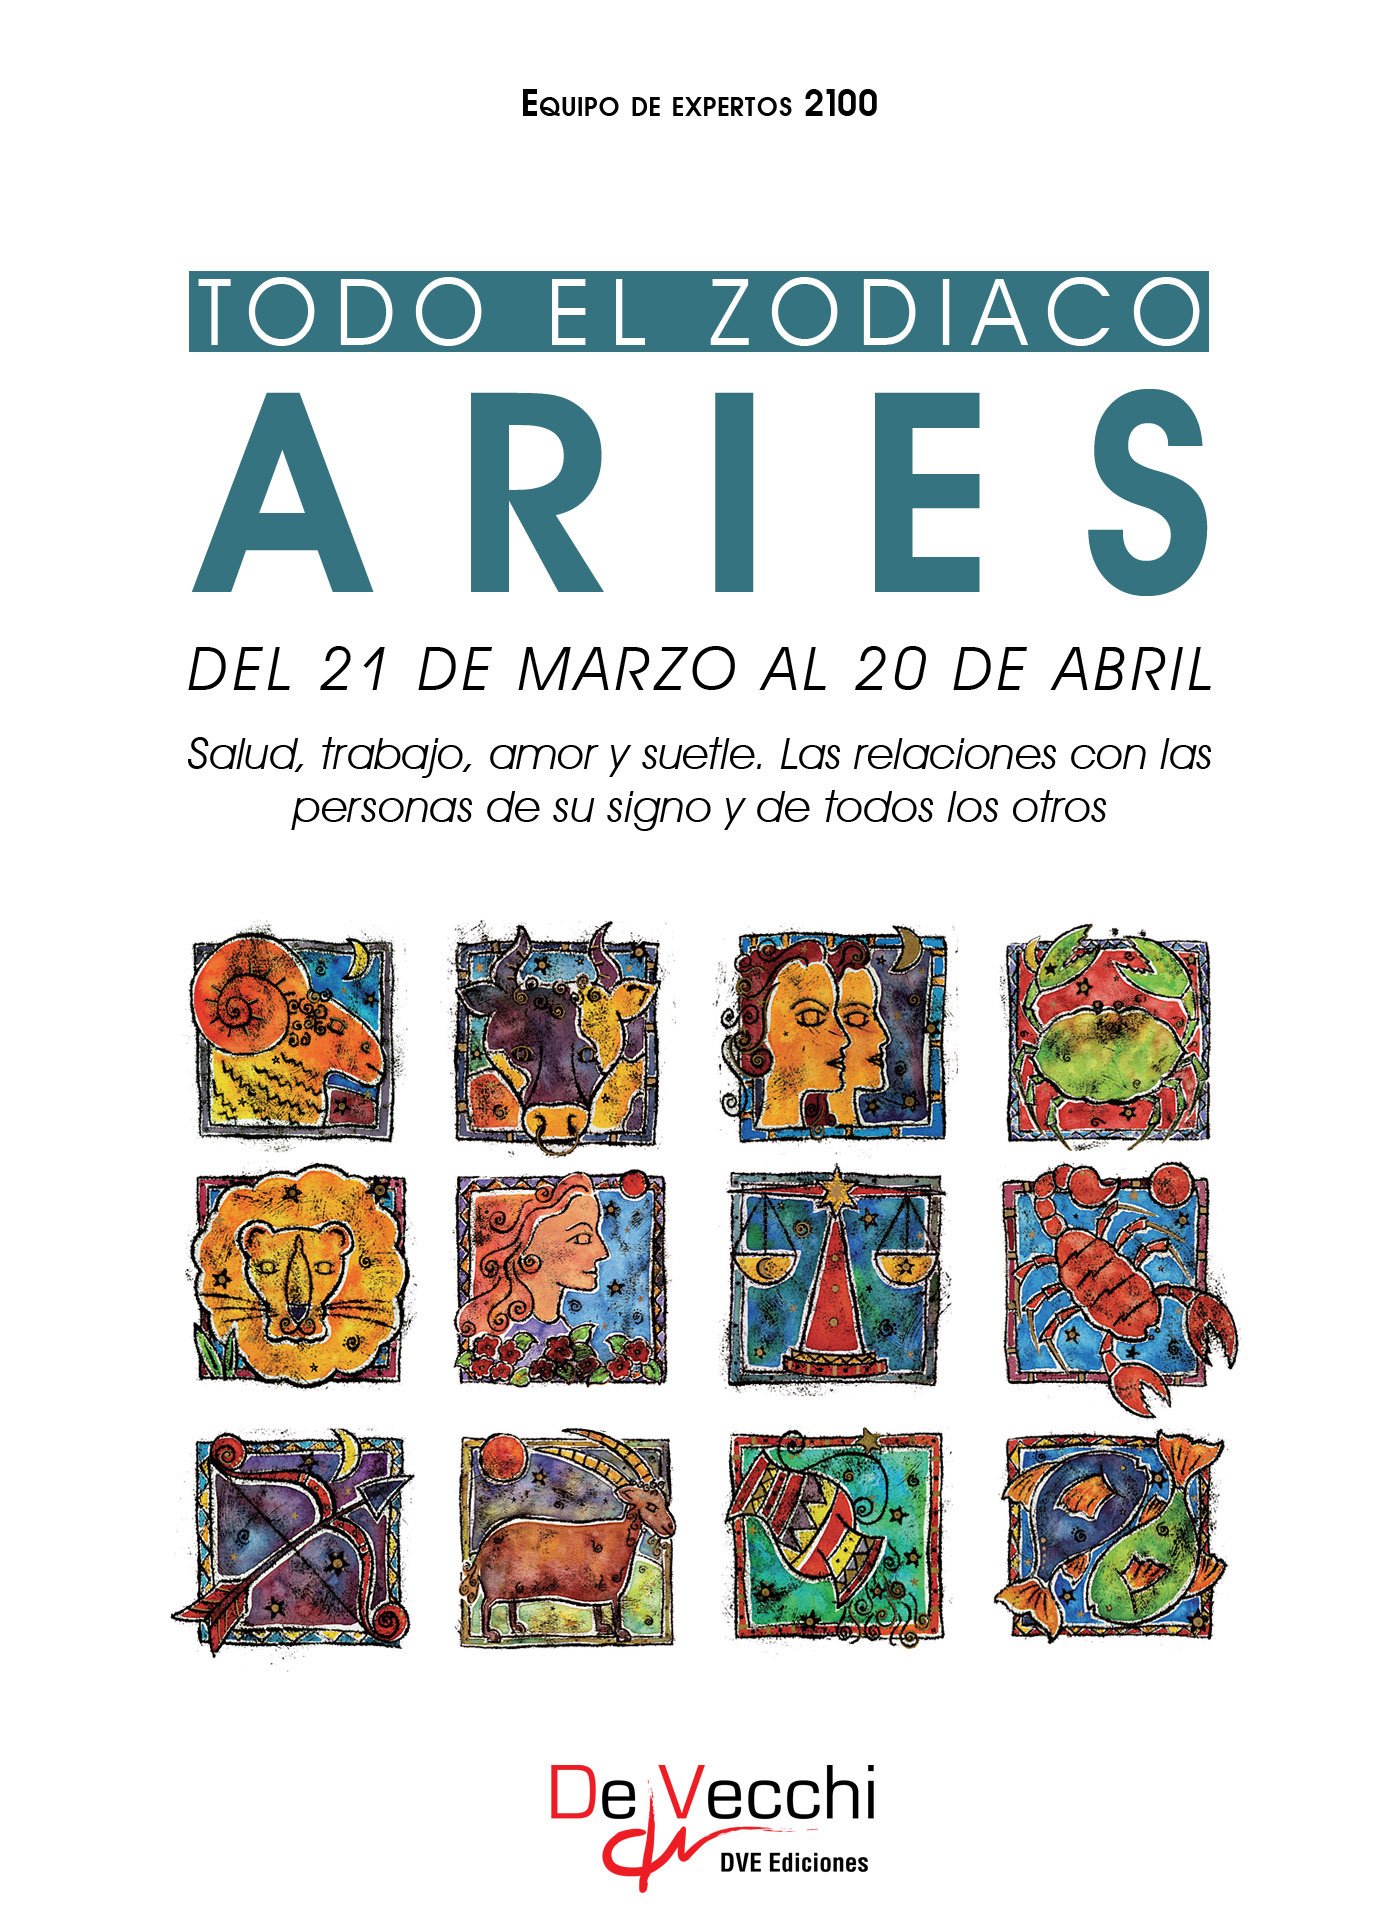 EQUIPO DE EXPERTOS 2100
TODO EL ZODIACO
ARIES
DEL 21 DE MARZO AL 20 DE ABRIL
Salud, trabajo, amor y suetle. Las relaciones con las
personas de su signo y de todos los otros
De Vecchi
DVE Ediciones